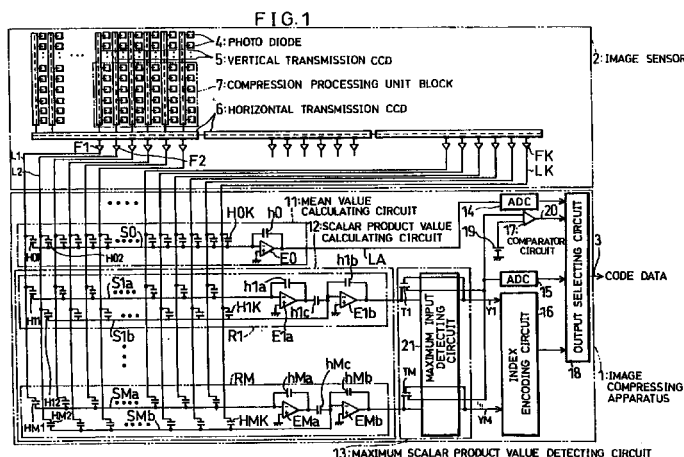 FIG.1
4: PHOTO DIODE
5: VERTICAL TRANSMISSION CCD
7: COMPRESSION PROCESSING UNIT BLOCK
6: HORIZONTAL TRANSMISSION CCD
2: IMAGE SENSOR
F1
F2
FK
L1
L2
LK
11: MEAN VALUE CALCULATING CIRCUIT
12: SCALAR PRODUCT VALUE CALCULATING CIRCUIT
S0
H0K
h0
E0
LA
H01
H02
14
ADC
20
19
17: COMPARATOR CIRCUIT
3
CODE DATA
S1a
h1a
h1b
h1c
H11
H1K
S1b
R1
E1a
E1b
H12
T1
Y1
ADC
15
16
21
MAXIMUM INPUT DETECTING CIRCUIT
INDEX ENCODING CIRCUIT
OUTPUT SELECTING CIRCUIT
18
1: IMAGE COMPRESSING APPARATUS
RM
SMa
SMb
hMa
hMb
hMc
HM1
HM2
HMK
EMa
EMb
TM
YM
13: MAXIMUM SCALAR PRODUCT VALUE DETECTING CIRCUIT